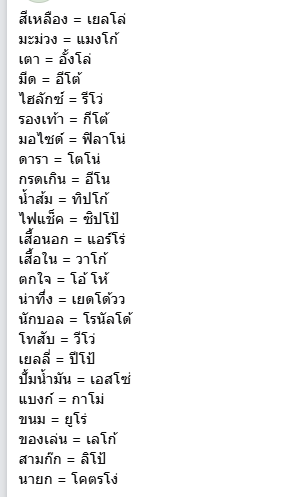 สีเหลือง = เยลโล่
มะม่วง = แมงโก้
เตา = อั้งโล่
มีด = อีโต้
ไฮลักซ์ = รีโว่
รองเท้า = กีโต้
มอไซด์ = ฟีลาโน่
ดารา = โตโน่
กรดเกิน = อีโน
น้ำส้ม = ทิปโก้
ไฟแช็ค = ซิปโป้
เสื้อนอก = แอร์โร่
เสื้อใน = วาโก้
ตกใจ = โอ้ โห้
น่าทึ่ง = เยดโด้วว
นักบอล = โรนัลโด้
โทสับ = วีโว่
เยลลี่ = ปีโป้
ปั้มน้ำมัน = เอสโซ่
แบงก์ = กาโม่
ขนม = ยูโร่
ของเล่น = เลโก้
สามก๊ก = ลิโป้
นายก = โคตรโง่